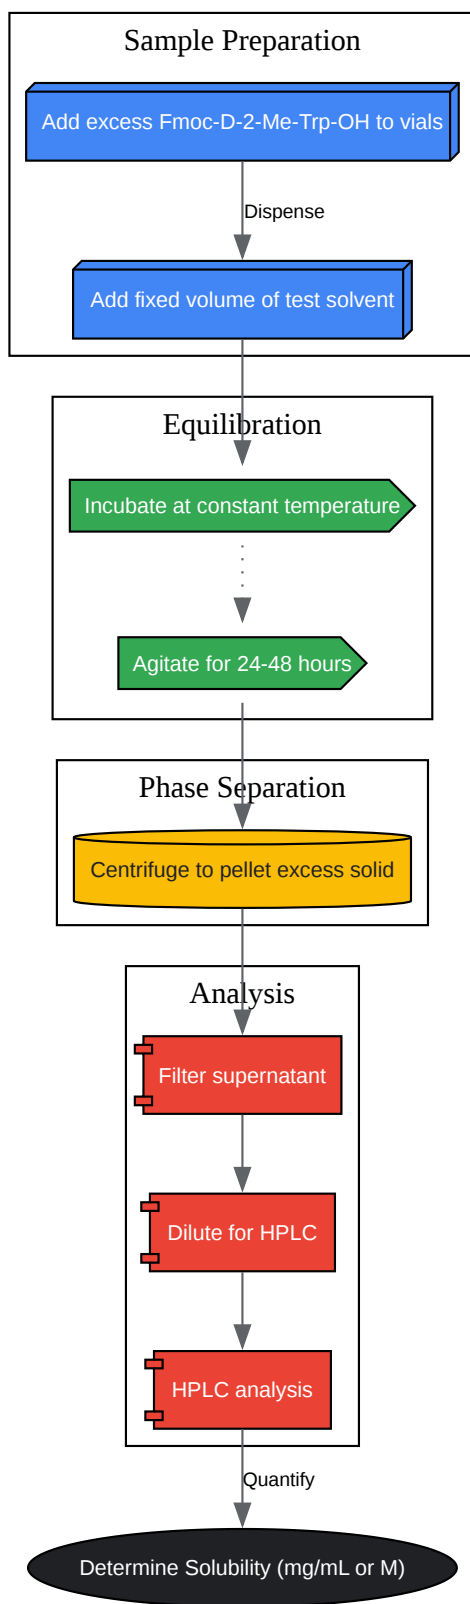 Sample Preparation
Add excess Fmoc-D-2-Me-Trp-OH to vials
Dispense
Add fixed volume of test solvent
Equilibration
Incubate at constant temperature
Agitate for 24-48 hours
Phase Separation
Centrifuge to pellet excess solid
Analysis
Filter supernatant
Dilute for HPLC
HPLC analysis
Quantify
Determine Solubility (mg/mL or M)